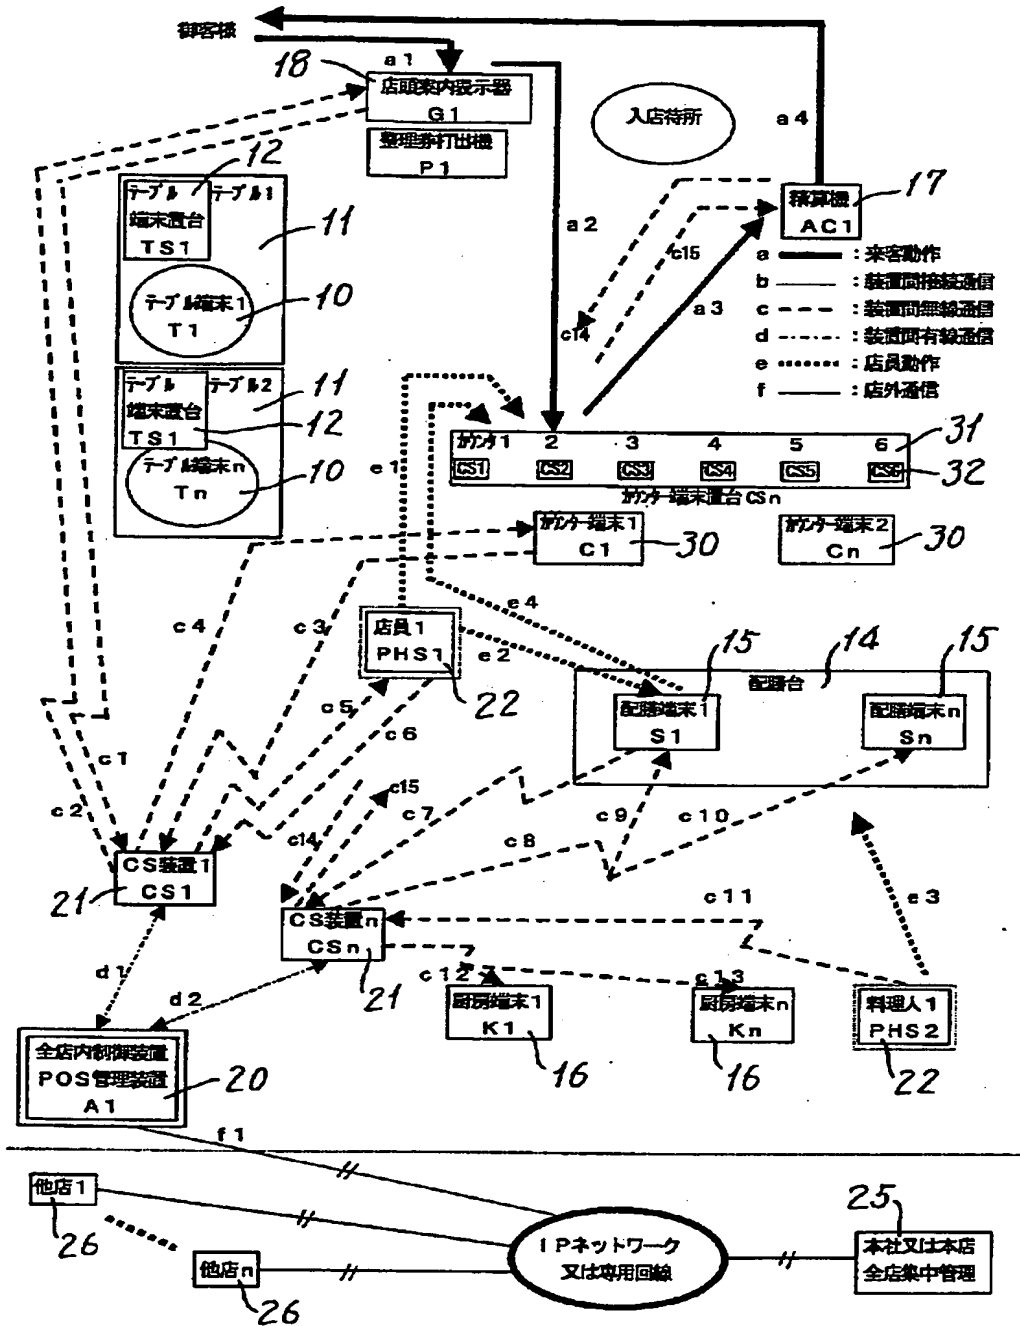 御客様
a1
18
店頭案内表示器
G1
整理券打出機
P1
入店待所
a4
a2
精算機
AC1
17
c15
c14
a3
a : 来客動作
b : 装置間接続通信
c : 装置間無線通信
d : 装置間有線通信
e : 店員動作
f : 店外通信
テーブル
端末置台
TS1
12
テーブル1
11
テーブル端末1
T1
10
テーブル
端末置台
TS1
テーブル2
11
12
テーブル端末n
Tn
10
e1
カウンタ1 2 3 4 5 6
31
CS1 CS2 CS3 CS4 CS5 CS6
32
カウンター端末置台CSn
カウンター端末1
C1
30
カウンター端末2
Cn
30
c4
c3
店員1
PHS1
22
e4
e2
15
14
15
配膳台
配膳端末1
S1
配膳端末n
Sn
c1
c2
c5
c6
c15
c14
c7
c8
c9
c10
CS装置1
CS1
21
CS装置n
CSn
21
c11
e3
d1
d2
c12
c13
厨房端末1
K1
16
厨房端末n
Kn
16
料理人1
PHS2
22
全店内制御装置
POS管理装置
A1
20
f1
他店1
26
他店n
26
IPネットワーク
又は専用回線
25
本社又は本店
全店集中管理